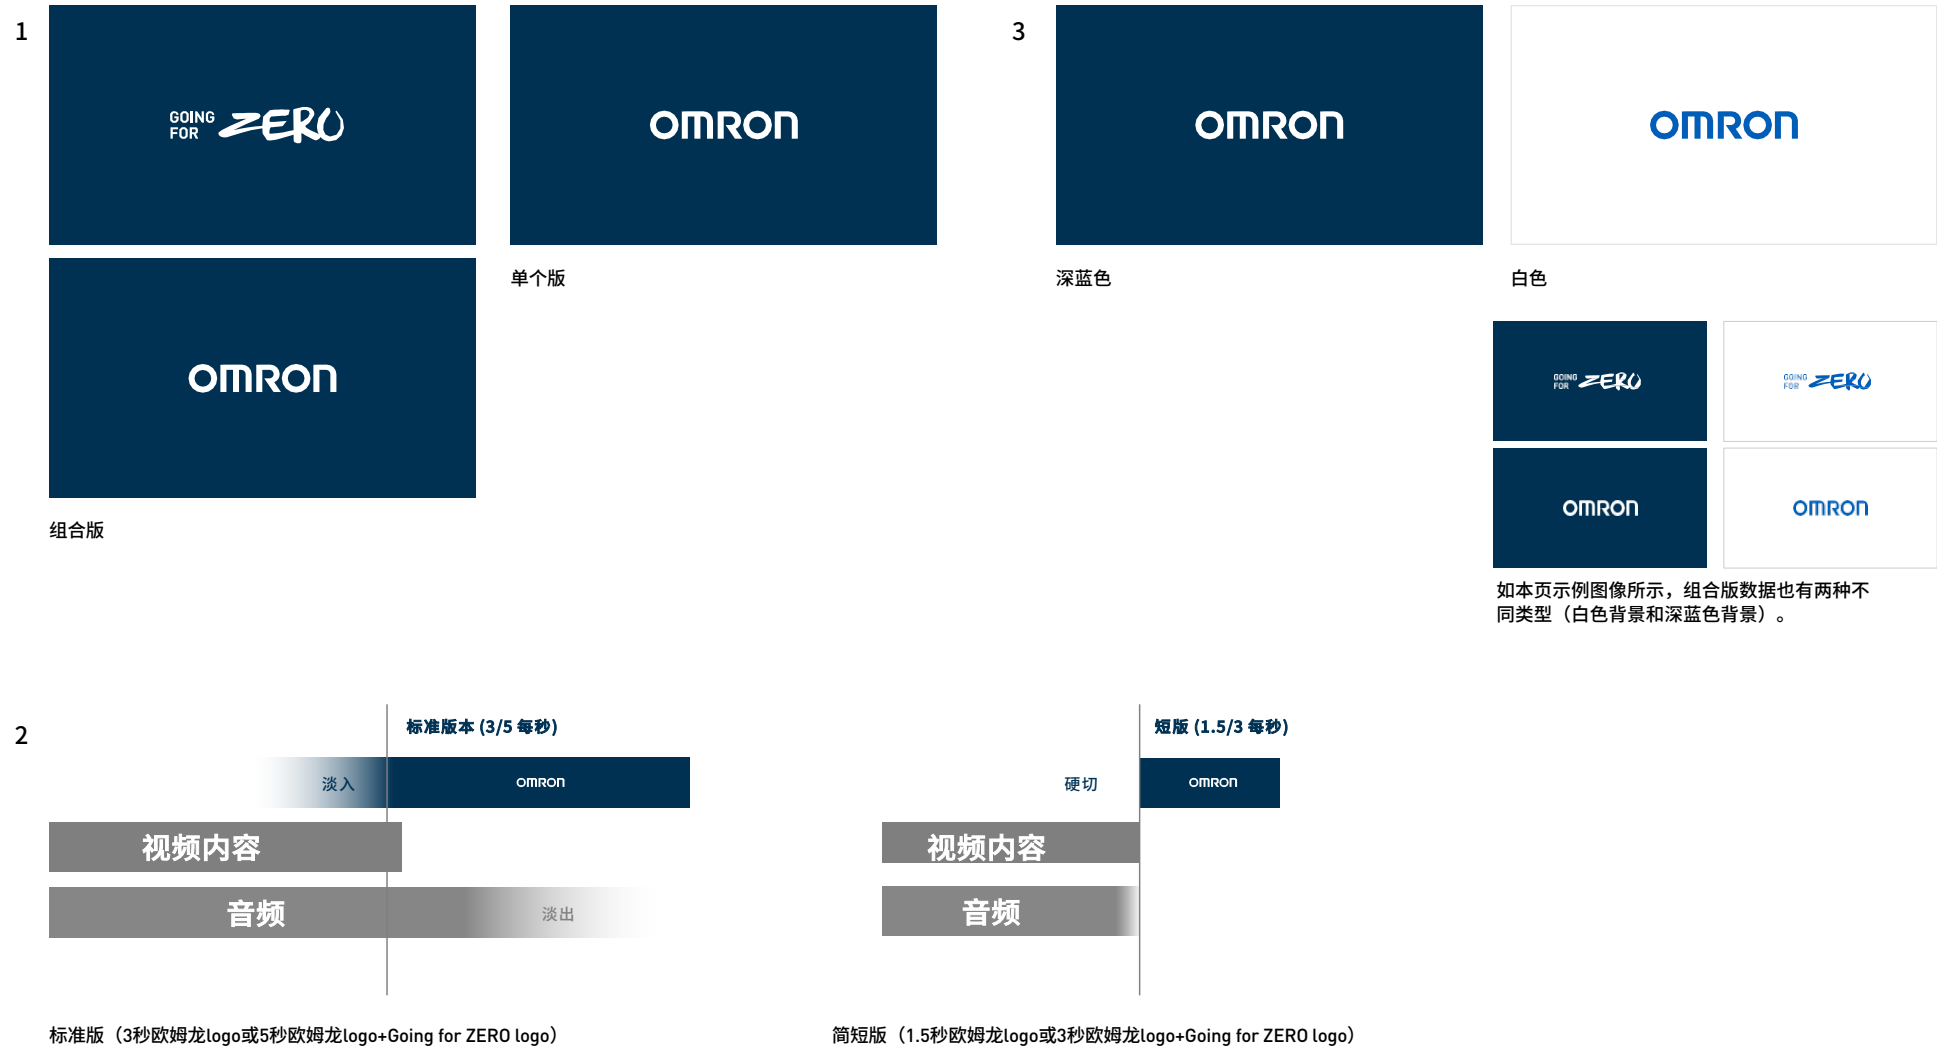 1
GOING
FOR ZERO
OMRON
单个版
OMRON
组合版
3
OMRON
深蓝色
OMRON
白色
GOING
FOR ZERO
GOING
FOR ZERO
OMRON
OMRON
如本页示例图像所示，组合版数据也有两种不
同类型（白色背景和深蓝色背景）。
2
标准版本 (3/5 每秒)
淡入
OMRON
视频内容
音频
淡出
标准版（3秒欧姆龙logo或5秒欧姆龙logo+Going for ZERO logo）
短版 (1.5/3 每秒)
硬切
OMRON
视频内容
音频
简短版（1.5秒欧姆龙logo或3秒欧姆龙logo+Going for ZERO logo）